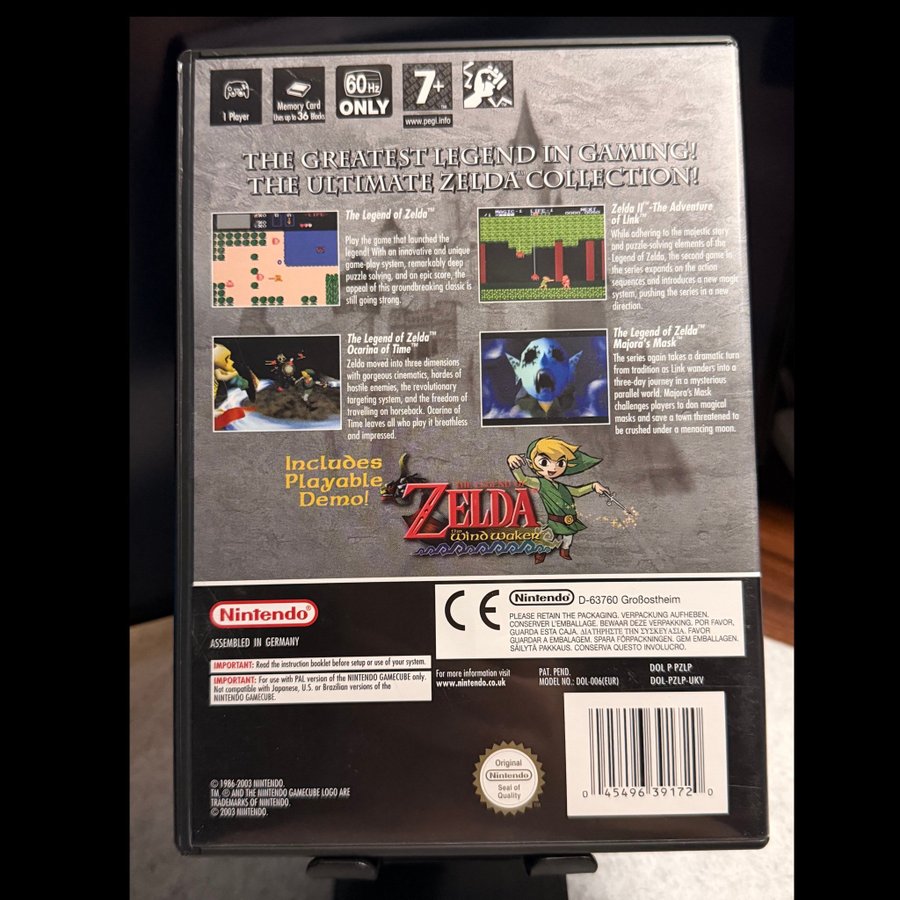 1 Player
Memory Card
Uses up to 36 Blocks
60Hz
ONLY
7+
www.pegi.info
THE GREATEST LEGEND IN GAMING!
THE ULTIMATE ZELDA™ COLLECTION!
The Legend of Zelda™
Play the game that launched the
legend! With an innovative and unique
game-play system, remarkably deep
puzzle solving, and an epic score, the
appeal of this groundbreaking classic is
still going strong.
Zelda II™-The Adventure
of Link™
While adhering to the majestic story
and puzzle-solving elements of the
Legend of Zelda, the second game in
the series expands on the action
sequences and introduces a new magic
system, pushing the series in a new
direction.
The Legend of Zelda™
Ocarina of Time™
Zelda moved into three dimensions
with gorgeous cinematics, hordes of
hostile enemies, the revolutionary
targeting system, and the freedom of
travelling on horseback. Ocarina of
Time leaves all who play it breathless
and impressed.
The Legend of Zelda™
Majora's Mask™
The series again takes a dramatic turn
from tradition as Link wanders into a
three-day journey in a mysterious
parallel world. Majora's Mask
challenges players to don magical
masks and save a town threatened to
be crushed under a menacing moon.
Includes
Playable
Demo!
THE LEGEND OF
ZELDA
the Wind Waker
Nintendo®
ASSEMBLED IN GERMANY
IMPORTANT: Read the instruction booklet before setup or use of your system.
IMPORTANT: For use with PAL version of the NINTENDO GAMECUBE only.
Not compatible with Japanese, U.S. or Brazilian versions of the
NINTENDO GAMECUBE.
CE
Nintendo® D-63760 Großostheim
PLEASE RETAIN THE PACKAGING. VERPACKUNG AUFHEBEN.
CONSERVER L'EMBALLAGE. BEWAAR DEZE VERPAKKING. POR FAVOR,
GUARDA ESTA CAJA. ΔΙΑΤΗΡΗΣΤΕ ΤΗΝ ΣΥΣΚΕΥΑΣΙΑ. FAVOR
GUARDAR A EMBALAGEM. SPARA FÖRPACKNINGEN. GEM EMBALLAGEN.
SÄILYTÄ PAKKAUS. CONSERVA QUESTO INVOLUCRO.
For more information visit
www.nintendo.co.uk
PAT. PEND.
MODEL NO.: DOL-006(EUR)
DOL P PZLP
DOL-PZLP-UKV
© 1986-2003 NINTENDO.
TM, ® AND THE NINTENDO GAMECUBE LOGO ARE
TRADEMARKS OF NINTENDO.
© 2003 NINTENDO.
Original
Nintendo
Seal of
Quality
0 45496 39172 0